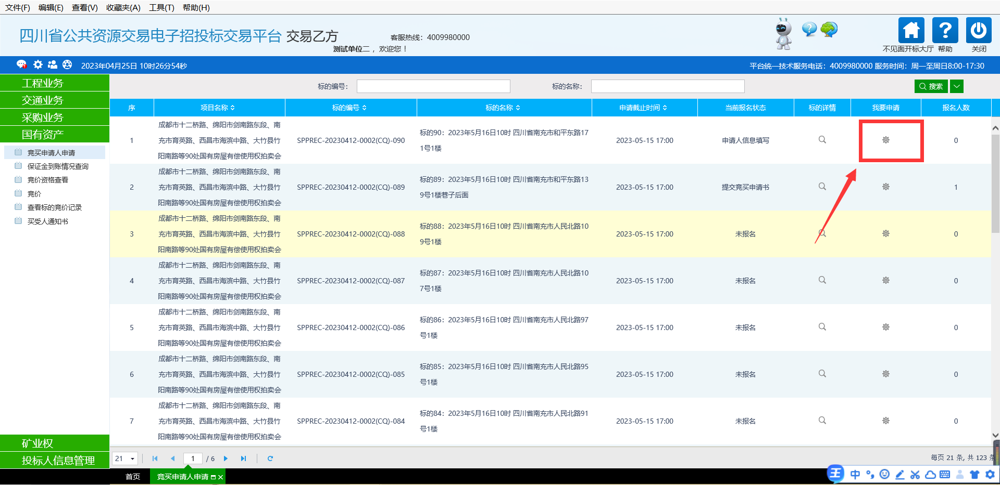 文件(F) 编辑(E) 查看(V) 收藏夹(A) 工具(T) 帮助(H)
四川省公共资源交易电子招投标交易平台 交易乙方
客服热线：4009980000
测试单位二 ，欢迎您！
不见面开标大厅 帮助 关闭
2023年04月25日 10时26分54秒
平台统一技术服务电话：4009980000 服务时间：周一至周日8:00-17:30
工程业务
交通业务
采购业务
国有资产
竞买申请人申请
保证金到账情况查询
竞价资格查看
竞价
查看标的竞价记录
买受人通知书
矿业权
投标人信息管理
标的编号： 标的名称： 搜索
序 项目名称 标的编号 标的名称 申请截止时间 当前报名状态 标的详情 我要申请 报名人数
成都市十二桥路、绵阳市剑南路东段、南
充市育英路、西昌市海滨中路、大竹县竹
阳南路等90处国有房屋有偿使用权拍卖会
1 SPPREC-20230412-0002(CQ)-090
标的90：2023年5月16日10时 四川省南充市和平东路17
1号1楼
2023-05-15 17:00 申请人信息填写 0
成都市十二桥路、绵阳市剑南路东段、南
充市育英路、西昌市海滨中路、大竹县竹
阳南路等90处国有房屋有偿使用权拍卖会
2 SPPREC-20230412-0002(CQ)-089
标的89：2023年5月16日10时 四川省南充市和平东路13
9号1楼巷子后面
2023-05-15 17:00 提交竞买申请书 1
成都市十二桥路、绵阳市剑南路东段、南
充市育英路、西昌市海滨中路、大竹县竹
阳南路等90处国有房屋有偿使用权拍卖会
3 SPPREC-20230412-0002(CQ)-088
标的88：2023年5月16日10时 四川省南充市人民北路10
9号1楼
2023-05-15 17:00 未报名 0
成都市十二桥路、绵阳市剑南路东段、南
充市育英路、西昌市海滨中路、大竹县竹
阳南路等90处国有房屋有偿使用权拍卖会
4 SPPREC-20230412-0002(CQ)-087
标的87：2023年5月16日10时 四川省南充市人民北路10
7号1楼
2023-05-15 17:00 未报名 0
成都市十二桥路、绵阳市剑南路东段、南
充市育英路、西昌市海滨中路、大竹县竹
阳南路等90处国有房屋有偿使用权拍卖会
5 SPPREC-20230412-0002(CQ)-086
标的86：2023年5月16日10时 四川省南充市人民北路97
号1楼
2023-05-15 17:00 未报名 0
成都市十二桥路、绵阳市剑南路东段、南
充市育英路、西昌市海滨中路、大竹县竹
阳南路等90处国有房屋有偿使用权拍卖会
6 SPPREC-20230412-0002(CQ)-085
标的85：2023年5月16日10时 四川省南充市人民北路95
号1楼
2023-05-15 17:00 未报名 0
成都市十二桥路、绵阳市剑南路东段、南
充市育英路、西昌市海滨中路、大竹县竹
阳南路等90处国有房屋有偿使用权拍卖会
7 SPPREC-20230412-0002(CQ)-084
标的84：2023年5月16日10时 四川省南充市人民北路91
号1楼
2023-05-15 17:00 未报名 0
21 1 / 6 每页 21 条, 共 123 条
首页 竞买申请人申请
王 中